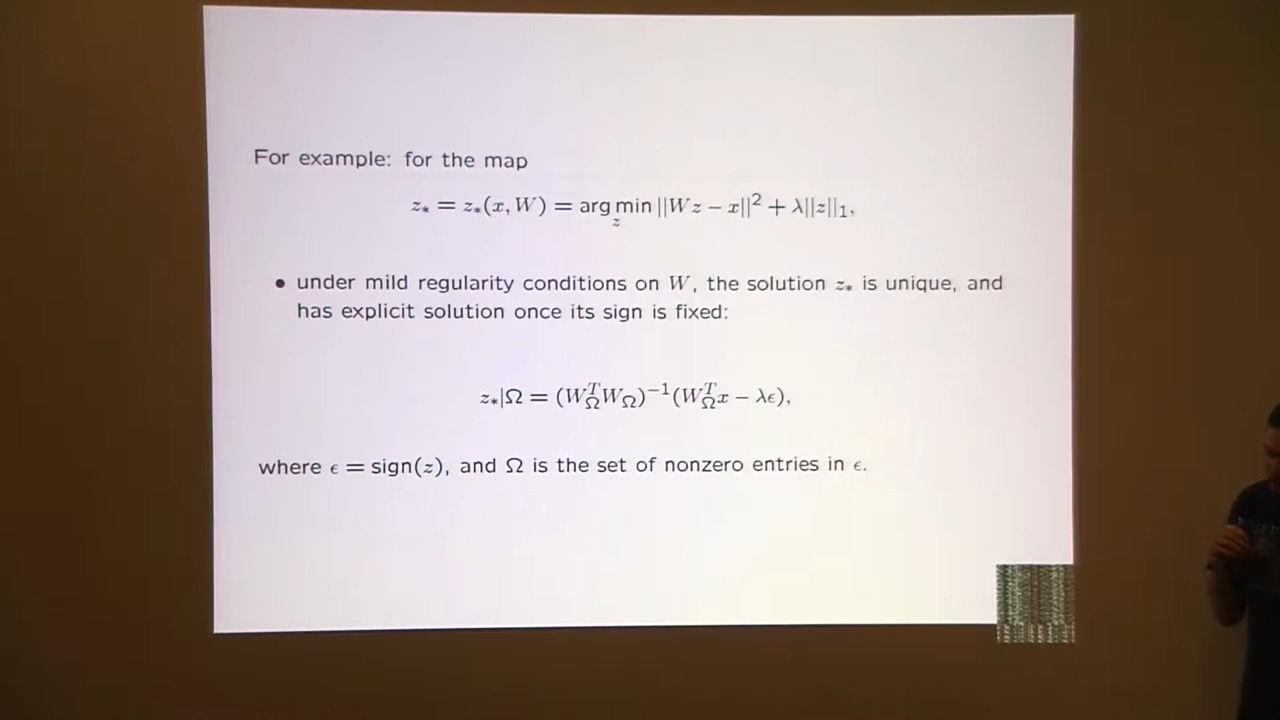 For example: for the map
z_* = z_*(x, W) = arg min_z ||Wz − x||^2 + λ||z||_1,
• under mild regularity conditions on W, the solution z_* is unique, and
has explicit solution once its sign is fixed:
z_*|Ω = (W_Ω^T W_Ω)^{−1}(W_Ω^T x − λϵ),
where ϵ = sign(z), and Ω is the set of nonzero entries in ϵ.